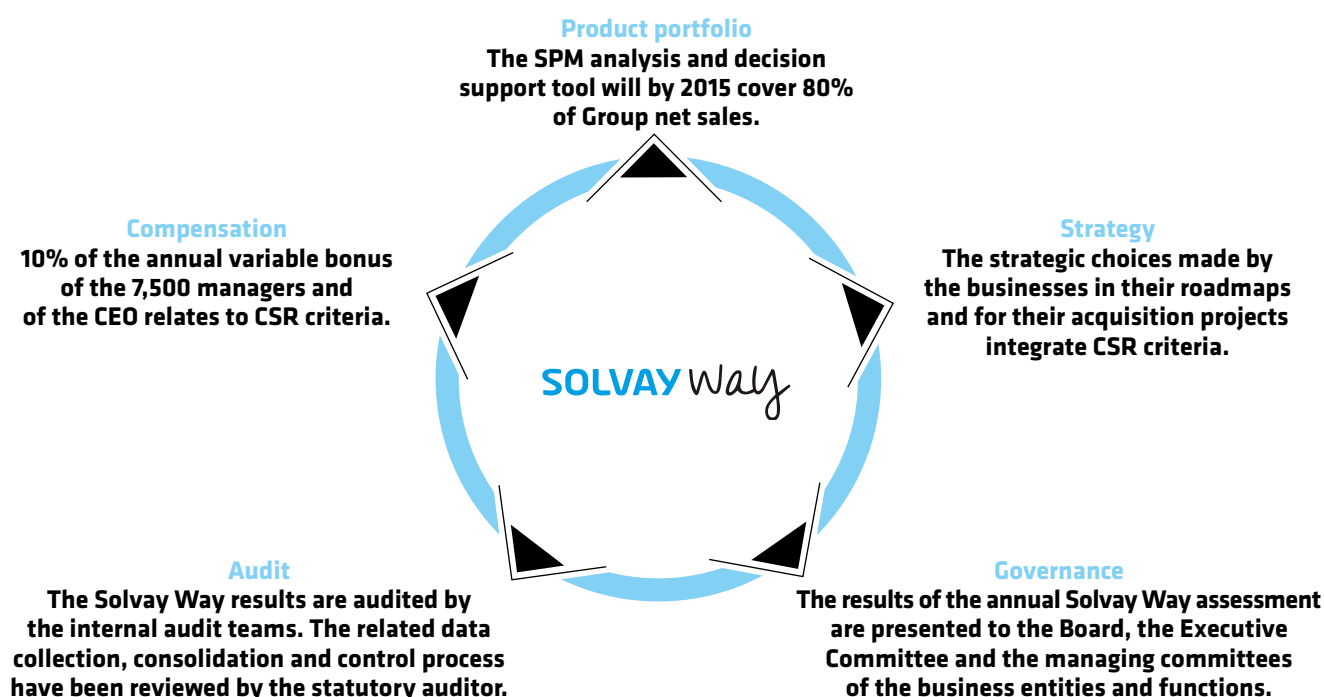 Product portfolio
The SPM analysis and decision
support tool will by 2015 cover 80%
of Group net sales.
Compensation
10% of the annual variable bonus
of the 7,500 managers and
of the CEO relates to CSR criteria.
Strategy
The strategic choices made by
the businesses in their roadmaps
and for their acquisition projects
integrate CSR criteria.
SOLVAY way
Audit
The Solvay Way results are audited by
the internal audit teams. The related data
collection, consolidation and control process
have been reviewed by the statutory auditor.
Governance
The results of the annual Solvay Way assessment
are presented to the Board, the Executive
Committee and the managing committees
of the business entities and functions.